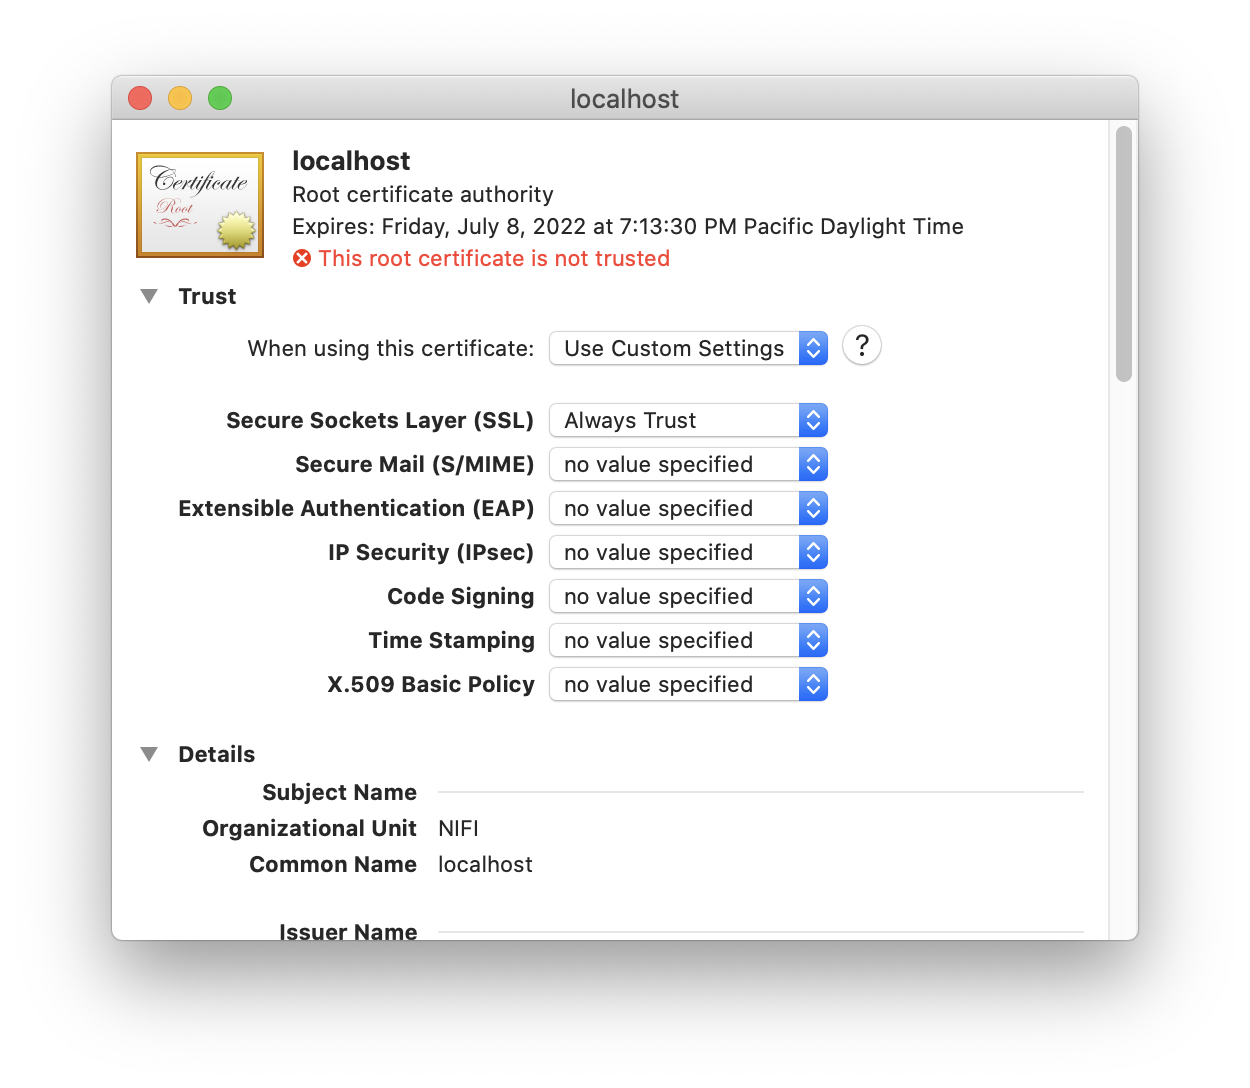 localhost
Certificate
Root
localhost
Root certificate authority
Expires: Friday, July 8, 2022 at 7:13:30 PM Pacific Daylight Time
This root certificate is not trusted
Trust
When using this certificate: Use Custom Settings ?
Secure Sockets Layer (SSL) Always Trust
Secure Mail (S/MIME) no value specified
Extensible Authentication (EAP) no value specified
IP Security (IPsec) no value specified
Code Signing no value specified
Time Stamping no value specified
X.509 Basic Policy no value specified
Details
Subject Name
Organizational Unit NIFI
Common Name localhost
Issuer Name